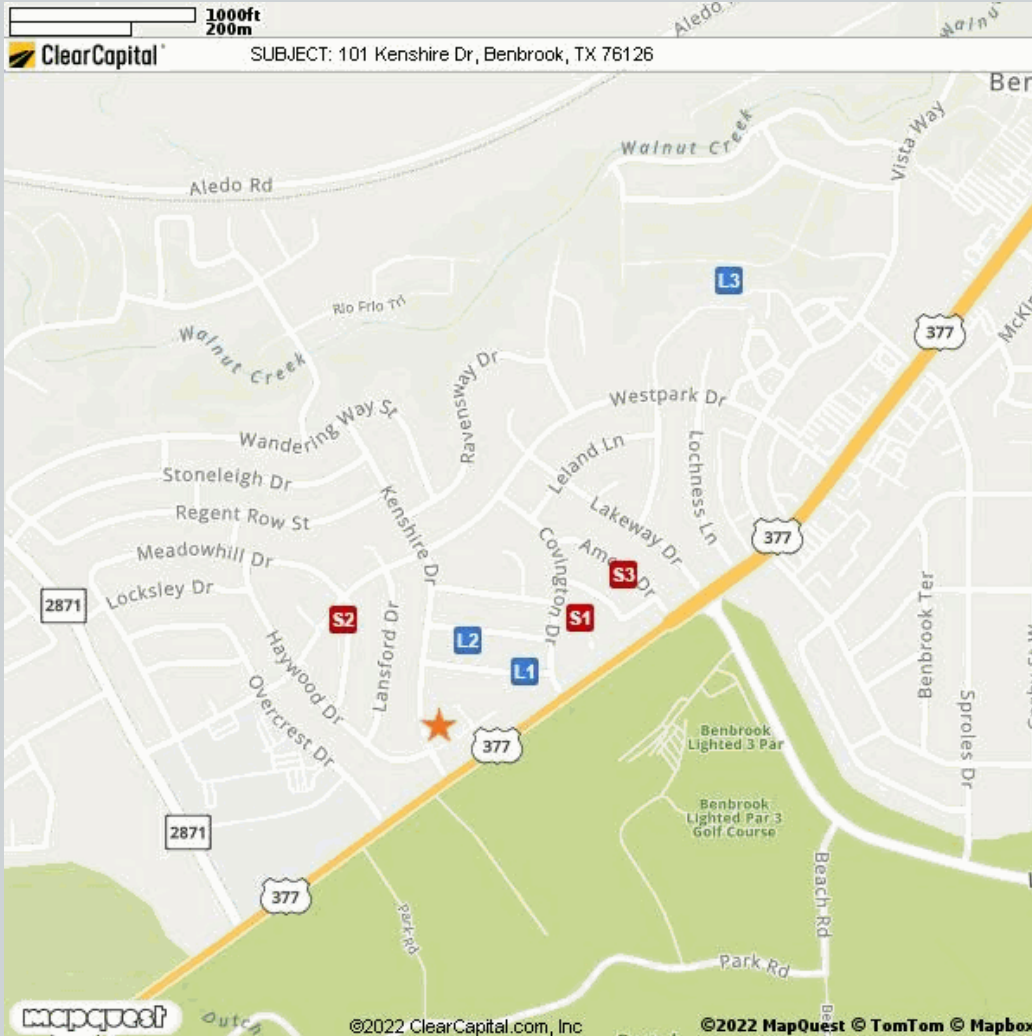 1000ft
200m
Aledo
Walnu
ClearCapital
SUBJECT: 101 Kenshire Dr, Benbrook, TX 76126
Ber
Walnut Creek
Vista Way
Aledo Rd
L3
Rio Frio Trl
377
McKin
Walnut Creek
Ravensway Dr
Westpark Dr
Wandering Way St
Leland Ln
Lochness Ln
Stoneleigh Dr
Kenshire Dr
Regent Row St
Lakeway Dr
377
Meadowhill Dr
Covington Dr
Locksley Dr
S3
2871
Lansford Dr
S2
S1
Benbrook Ter
L2
Haywood Dr
L1
Overcrest Dr
Sproles Dr
377
Benbrook
Lighted 3 Par
Benbrook
Lighted Par 3
Golf Course
2871
Beach Rd
377
Park Rd
Park Rd
Be
mapquest
Dutch
©2022 ClearCapital.com, Inc
©2022 MapQuest © TomTom © Mapbox